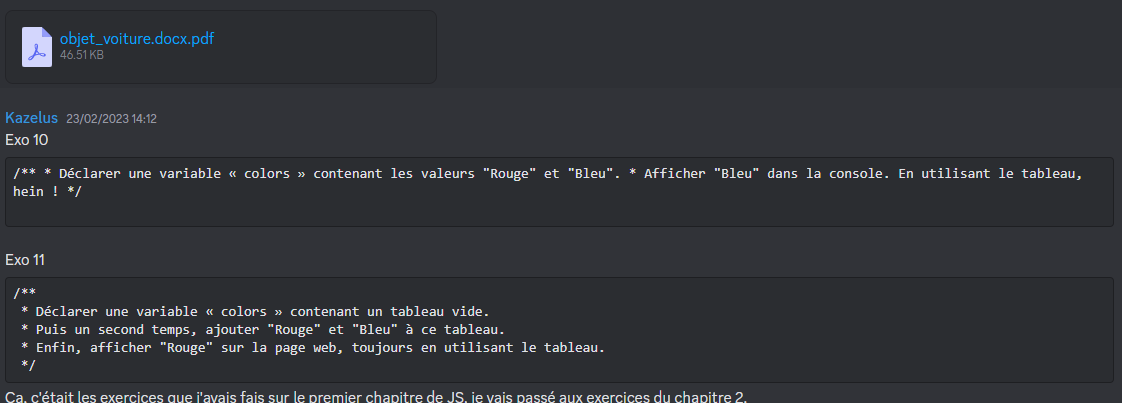 objet_voiture.docx.pdf
46.51 KB
Kazelus 23/02/2023 14:12
Exo 10
/** * Déclarer une variable « colors » contenant les valeurs "Rouge" et "Bleu". * Afficher "Bleu" dans la console. En utilisant le tableau,
hein ! */
Exo 11
/**
* Déclarer une variable « colors » contenant un tableau vide.
* Puis un second temps, ajouter "Rouge" et "Bleu" à ce tableau.
* Enfin, afficher "Rouge" sur la page web, toujours en utilisant le tableau.
*/
Ça, c'était les exercices que j'avais fais sur le premier chapitre de JS, je vais passé aux exercices du chapitre 2.